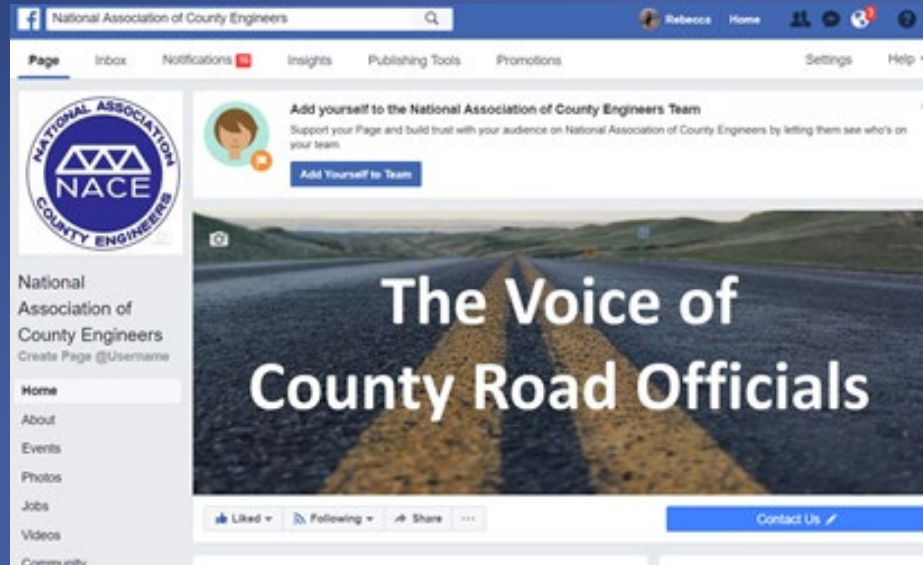 National Association of County Engineers
Rebecca Home
Page Inbox Notifications 16 Insights Publishing Tools Promotions Settings Help
NATIONAL ASSOCIATION
NACE
COUNTY ENGINEERS
Add yourself to the National Association of County Engineers Team
Support your Page and build trust with your audience on National Association of County Engineers by letting them see who's on
your team.
Add Yourself to Team
The Voice of
County Road Officials
National
Association of
County Engineers
Create Page @Username
Home
About
Events
Photos
Jobs
Videos
Community
Liked Following Share ...
Contact Us